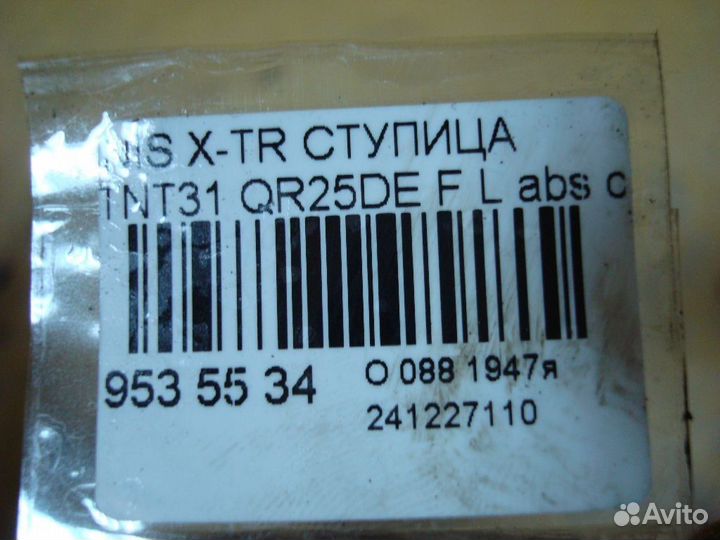 NIS X-TR СТУПИЦА
TNT31 QR25DE F L abs c
953 55 34
О 088 1947я
241227110
Avito